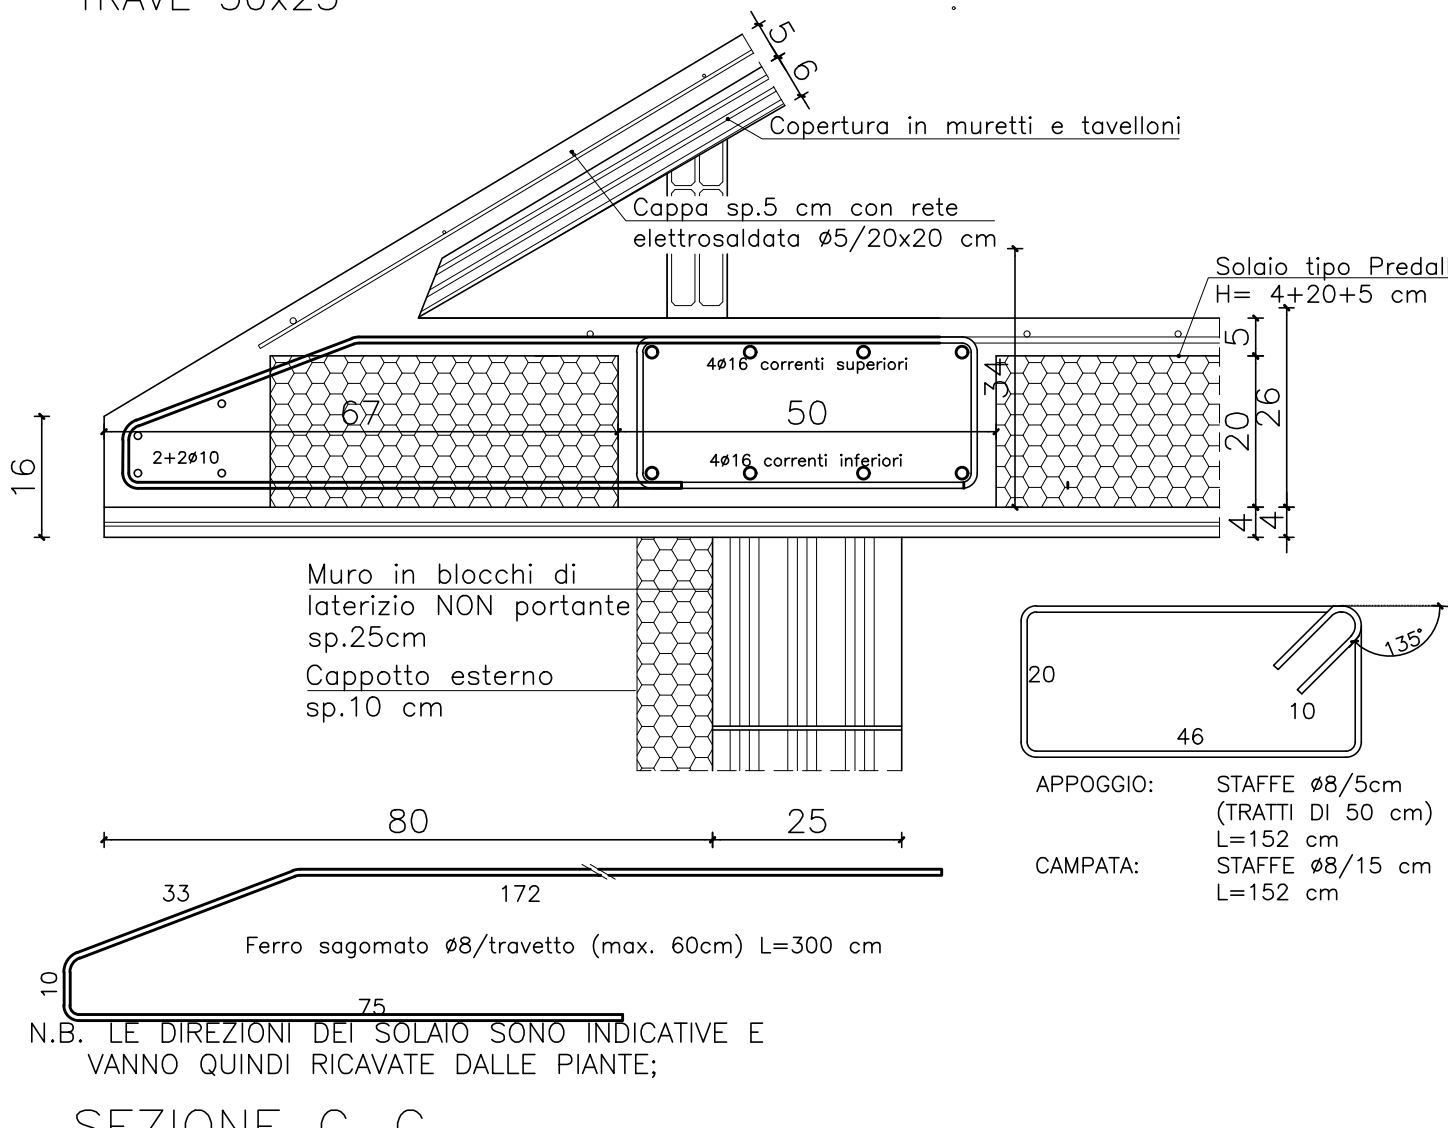 TRAVE 50x25
5
6
Copertura in muretti e tavelloni
Cappa sp.5 cm con rete
elettrosaldata ø5/20x20 cm
Solaio tipo Predall
H= 4+20+5 cm
4ø16 correnti superiori
34
5
67
50
20
26
16
2+2ø10
4ø16 correnti inferiori
4
4
Muro in blocchi di
laterizio NON portante
sp.25cm
Cappotto esterno
sp.10 cm
135°
20
10
46
APPOGGIO: STAFFE ø8/5cm
(TRATTI DI 50 cm)
L=152 cm
CAMPATA: STAFFE ø8/15 cm
L=152 cm
80
25
33
172
Ferro sagomato ø8/travetto (max. 60cm) L=300 cm
10
75
N.B. LE DIREZIONI DEI SOLAIO SONO INDICATIVE E
VANNO QUINDI RICAVATE DALLE PIANTE;
SEZIONE C-C